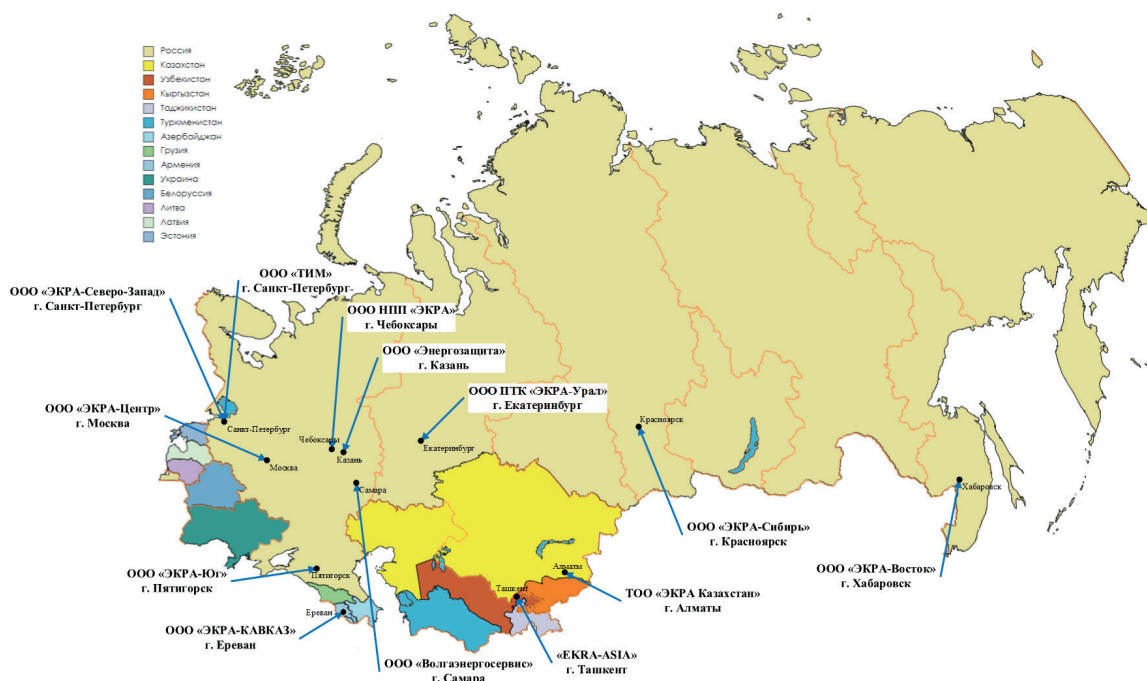 Россия
Казахстан
Узбекистан
Кыргызстан
Таджикистан
Туркменистан
Азербайджан
Грузия
Армения
Украина
Белоруссия
Литва
Латвия
Эстония
ООО «ТИМ»
г. Санкт-Петербург
ООО «ЭКРА-Северо-Запад»
г. Санкт-Петербург
ООО НПП «ЭКРА»
г. Чебоксары
ООО «Энергозащита»
г. Казань
ООО ПТК «ЭКРА-Урал»
г. Екатеринбург
ООО «ЭКРА-Центр»
г. Москва
Санкт-Петербург
Чебоксары
Казань
Москва
Екатеринбург
Красноярск
Самара
Хабаровск
ООО «ЭКРА-Сибирь»
г. Красноярск
ООО «ЭКРА-Восток»
г. Хабаровск
ООО «ЭКРА-Юг»
г. Пятигорск
Пятигорск
Алматы
Ташкент
ТОО «ЭКРА Казахстан»
г. Алматы
Ереван
ООО «ЭКРА-КАВКАЗ»
г. Ереван
ООО «Волгаэнергосервис»
г. Самара
«EKRA-ASIA»
г. Ташкент